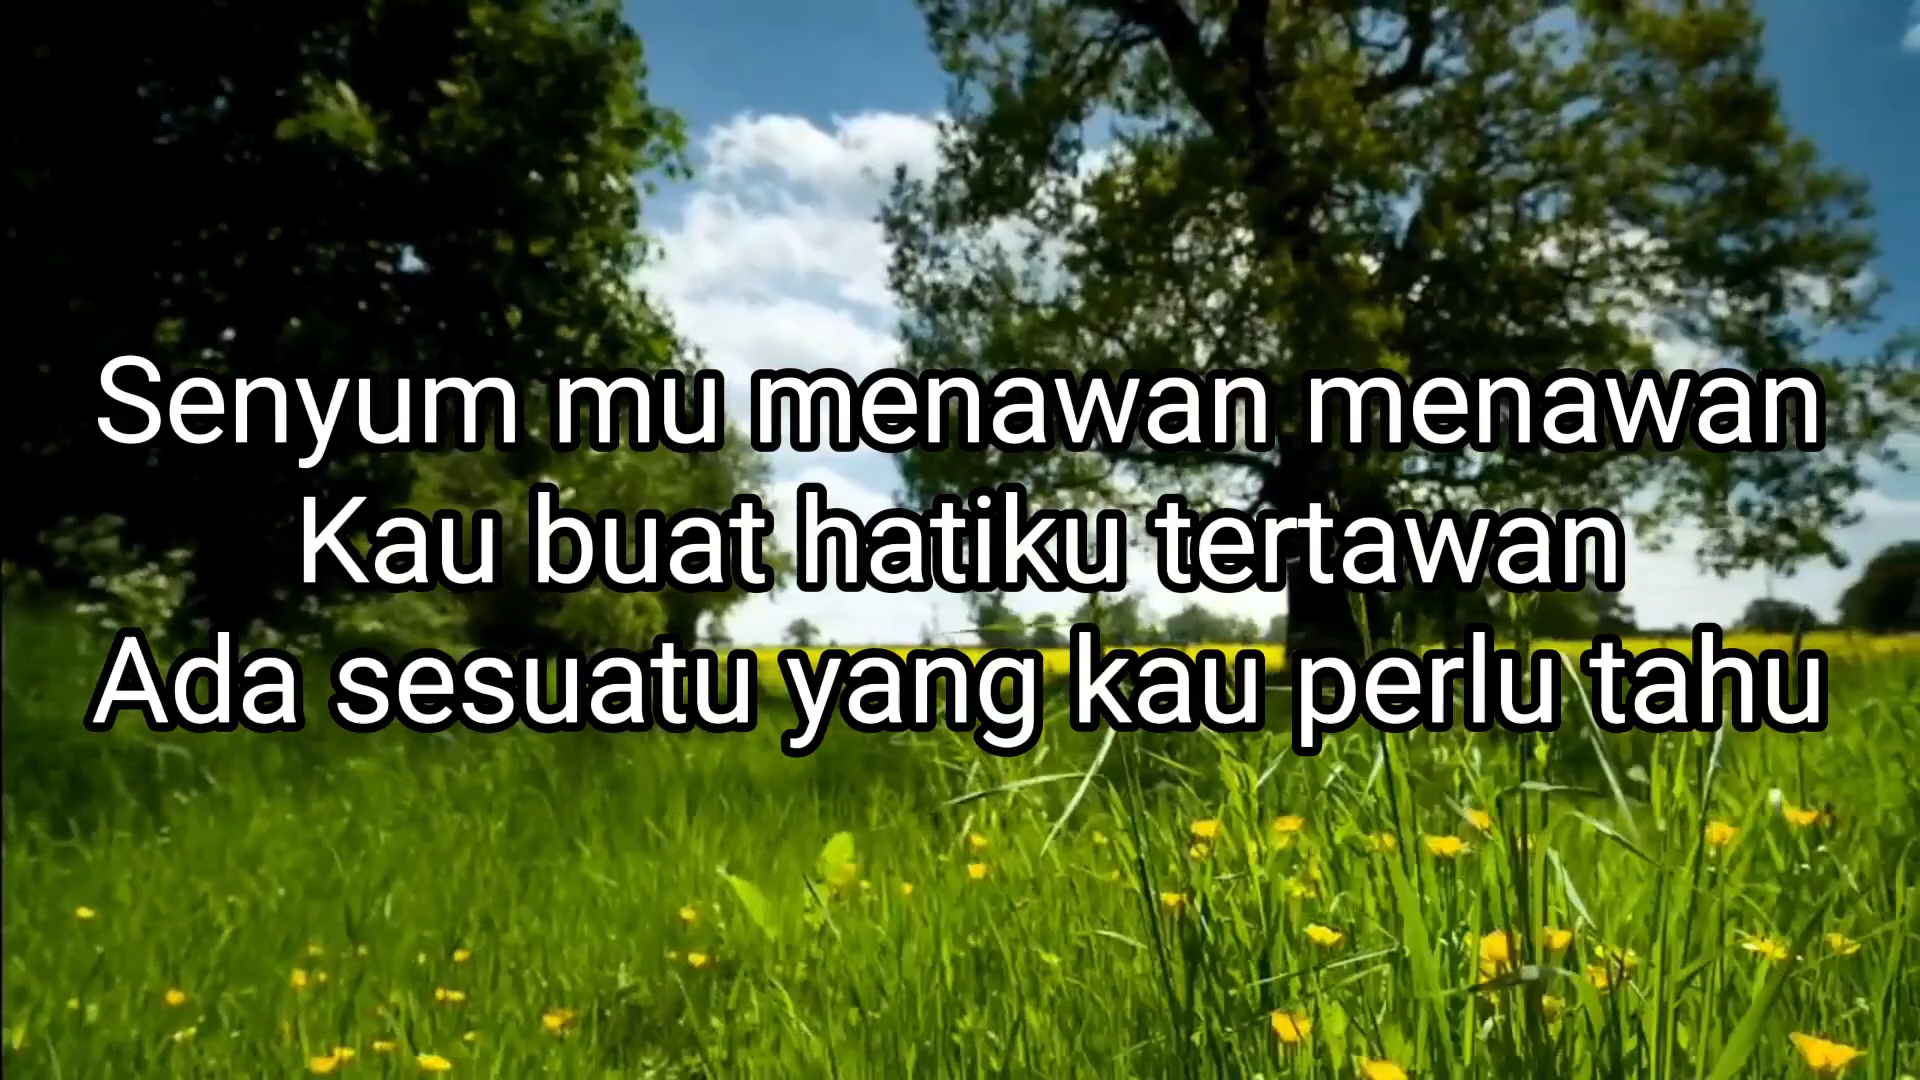 Senyum mu menawan menawan
Kau buat hatiku tertawan
Ada sesuatu yang kau perlu tahu